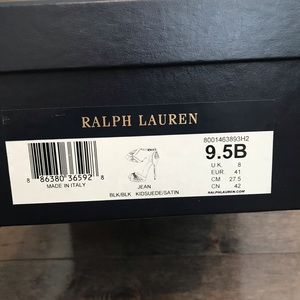 RALPH LAUREN
8001463893H2
9.5B
U.K. 8
EUR. 41
CM 27.5
CN 42
RALPHLAUREN.COM
8 86380 36592 8
MADE IN ITALY
JEAN
BLK/BLK KIDSUEDE/SATIN